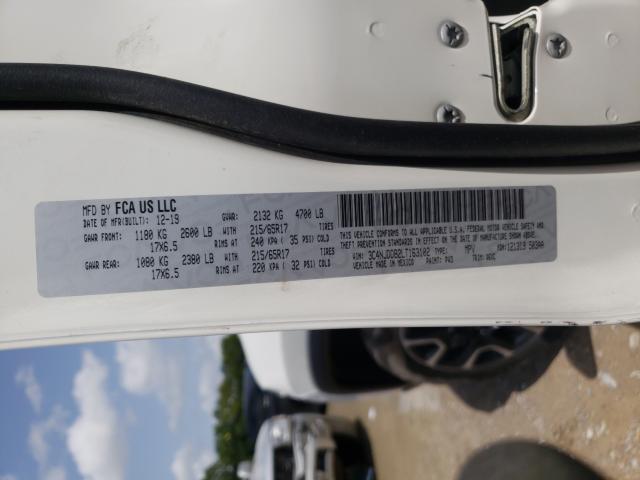 MFD BY FCA US LLC
DATE OF MFR(BUILT): 12-19 GVWR: 2132 KG 4700 LB
GAWR FRONT: 1180 KG 2600 LB WITH 215/65R17 TIRES
17X6.5 RIMS AT 240 KPA ( 35 PSI) COLD
GAWR REAR: 1080 KG 2380 LB WITH 215/65R17 TIRES
17X6.5 RIMS AT 220 KPA ( 32 PSI) COLD
THIS VEHICLE CONFORMS TO ALL APPLICABLE U.S.A. FEDERAL MOTOR VEHICLE SAFETY AND
THEFT PREVENTION STANDARDS IN EFFECT ON THE DATE OF MANUFACTURE SHOWN ABOVE.
VIN: 3C4NJDDB2LT153102 MPV
VEHICLE MADE IN MEXICO PAINT: PW3